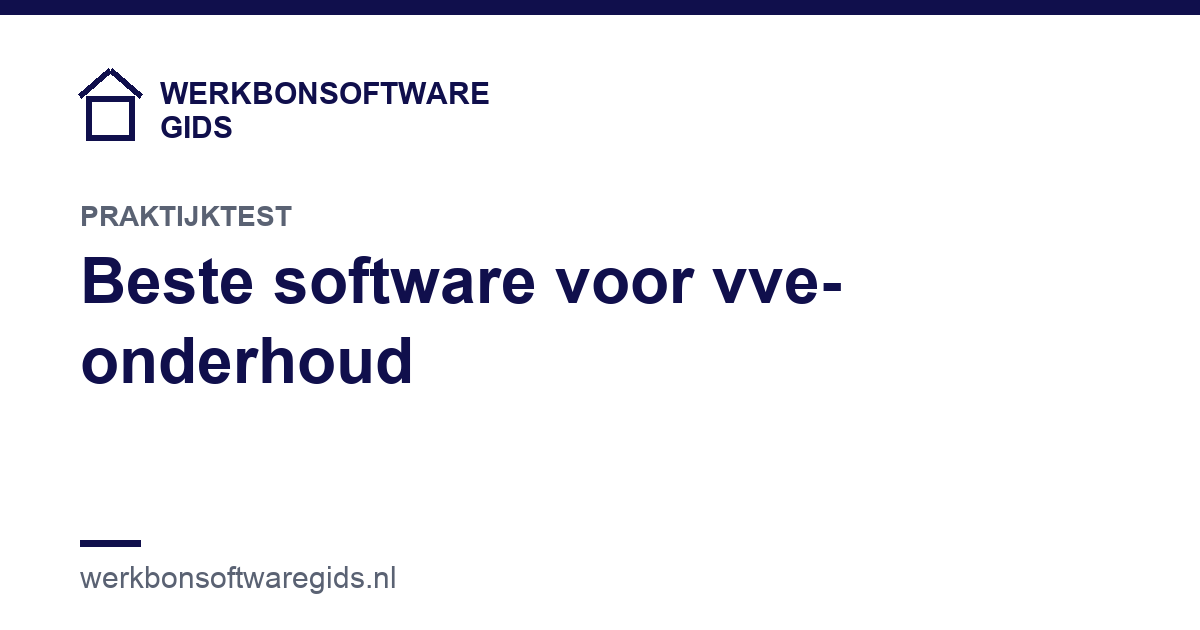 WERKBONSOFTWARE
GIDS
PRAKTIJKTEST
Beste software voor vve-
onderhoud
werkbonsoftwaregids.nl